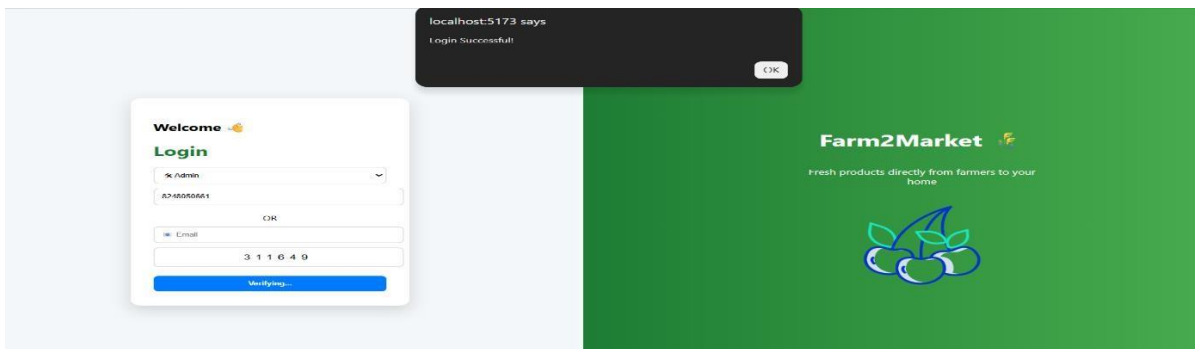 localhost:5173 says
Login Successful!
OK
Welcome 👋
Login
Admin
OR
Email
3 1 1 6 4 9
Verifying...
Farm2Market 🌾
Fresh products directly from farmers to your
home